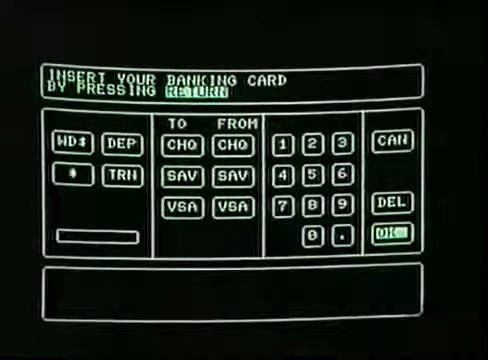 INSERT YOUR BANKING CARD
BY PRESSING RETURN
TO FROM
WD$ DEP CHQ CHQ 1 2 3 CAN
* TRN SAV SAV 4 5 6
VSA VSA 7 8 9 DEL
0 . OK